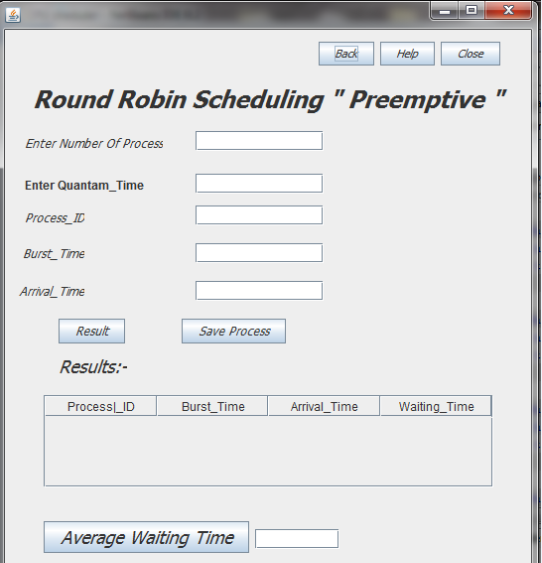 Back Help Close
Round Robin Scheduling " Preemptive "
Enter Number Of Process
Enter Quantam_Time
Process_ID
Burst_Time
Arrival_Time
Result Save Process
Results:-
Process|_ID Burst_Time Arrival_Time Waiting_Time
Average Waiting Time